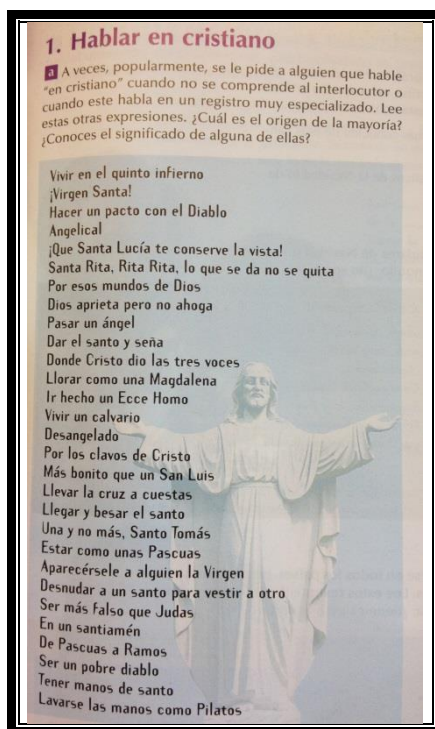 1. Hablar en cristiano
a A veces, popularmente, se le pide a alguien que hable
"en cristiano" cuando no se comprende al interlocutor o
cuando este habla en un registro muy especializado. Lee
estas otras expresiones. ¿Cuál es el origen de la mayoría?
¿Conoces el significado de alguna de ellas?
Vivir en el quinto infierno
¡Virgen Santa!
Hacer un pacto con el Diablo
Angelical
¡Que Santa Lucía te conserve la vista!
Santa Rita, Rita Rita, lo que se da no se quita
Por esos mundos de Dios
Dios aprieta pero no ahoga
Pasar un ángel
Dar el santo y seña
Donde Cristo dio las tres voces
Llorar como una Magdalena
Ir hecho un Ecce Homo
Vivir un calvario
Desangelado
Por los clavos de Cristo
Más bonito que un San Luis
Llevar la cruz a cuestas
Llegar y besar el santo
Una y no más, Santo Tomás
Estar como unas Pascuas
Aparecérsele a alguien la Virgen
Desnudar a un santo para vestir a otro
Ser más falso que Judas
En un santiamén
De Pascuas a Ramos
Ser un pobre diablo
Tener manos de santo
Lavarse las manos como Pilatos